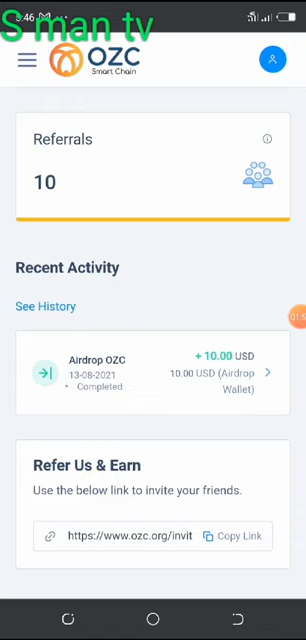 S man tv
5:46
OZC
Smart Chain
Referrals
10
Recent Activity
See History
Airdrop OZC
13-08-2021
• Completed
+ 10.00 USD
10.00 USD (Airdrop
Wallet)
Refer Us & Earn
Use the below link to invite your friends.
https://www.ozc.org/invit
Copy Link